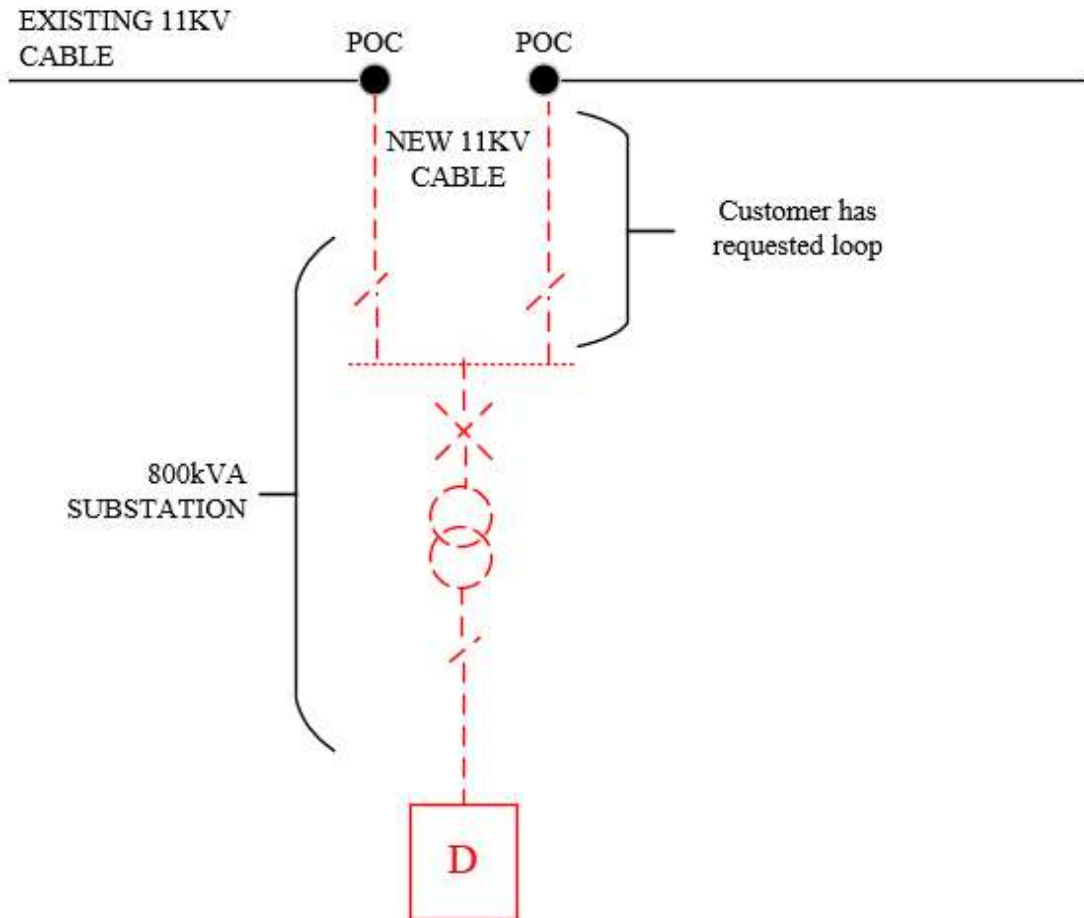 EXISTING 11KV
CABLE
POC
POC
NEW 11KV
CABLE
Customer has
requested loop
800kVA
SUBSTATION
D